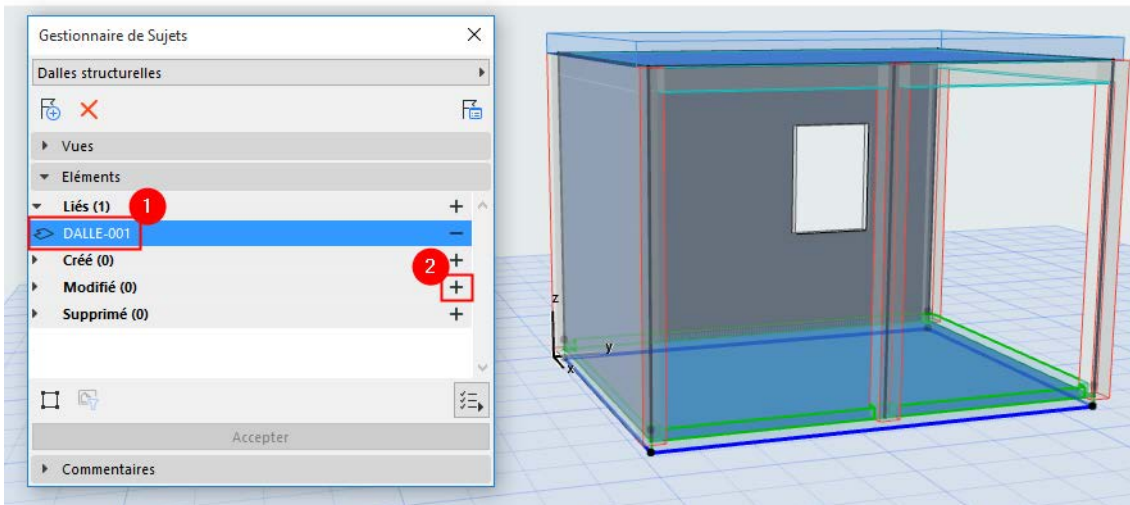 Gestionnaire de Sujets
Dalles structurelles
Vues
Eléments
Liés (1)
1
DALLE-001
Créé (0)
2
Modifié (0)
Supprimé (0)
Accepter
Commentaires
z
y
x